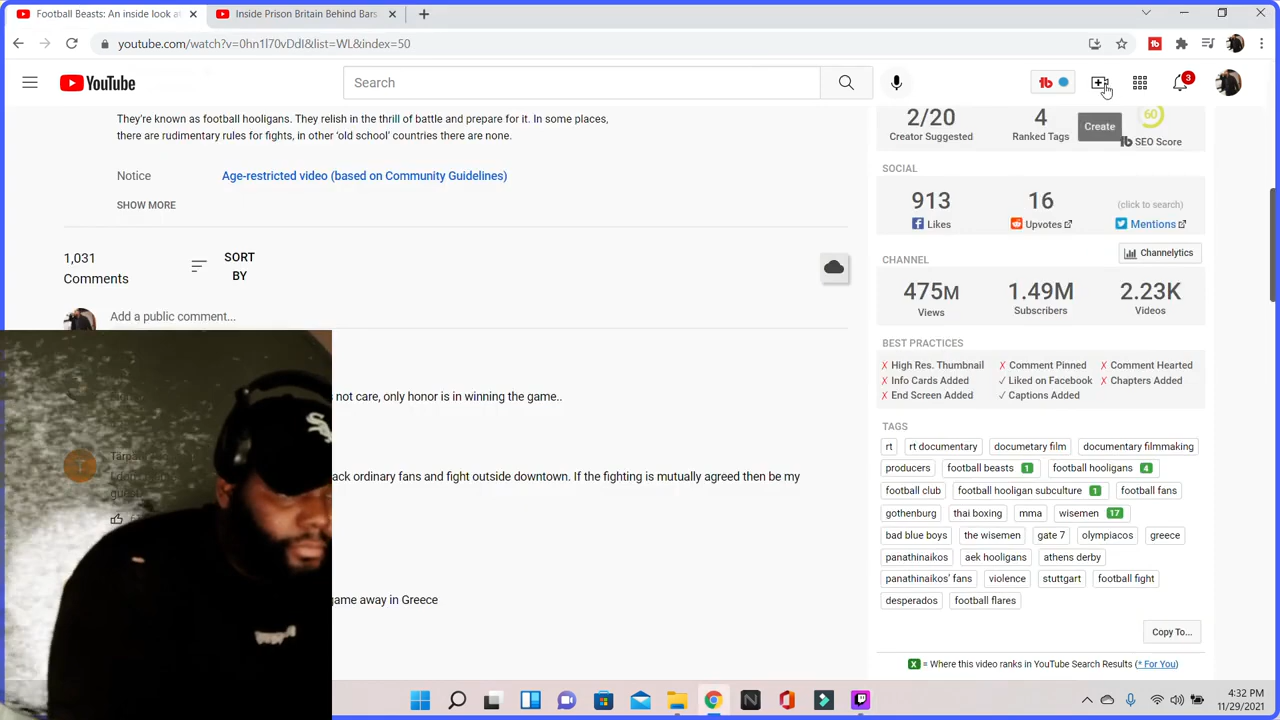 Football Beasts: An inside look at
Inside Prison Britain Behind Bars
youtube.com/watch?v=0hn1l70vDdI&list=WL&index=50
YouTube
Search
tb
3
They're known as football hooligans. They relish in the thrill of battle and prepare for it. In some places,
there are rudimentary rules for fights, in other 'old school' countries there are none.
Notice
Age-restricted video (based on Community Guidelines)
SHOW MORE
1,031
Comments
SORT
BY
Add a public comment...
not care, only honor is in winning the game..
T
ack ordinary fans and fight outside downtown. If the fighting is mutually agreed then be my
guest.
game away in Greece
2/20
Creator Suggested
4
Ranked Tags
60
SEO Score
Create
SOCIAL
913
Likes
16
Upvotes
(click to search)
Mentions
CHANNEL
Channelytics
475M
Views
1.49M
Subscribers
2.23K
Videos
BEST PRACTICES
✗ High Res. Thumbnail ✗ Comment Pinned ✗ Comment Hearted
✗ Info Cards Added ✓ Liked on Facebook ✗ Chapters Added
✗ End Screen Added ✓ Captions Added
TAGS
rt rt documentary documetary film documentary filmmaking
producers football beasts 1 football hooligans 4
football club football hooligan subculture 1 football fans
gothenburg thai boxing mma wisemen 17
bad blue boys the wisemen gate 7 olympiacos greece
panathinaikos aek hooligans athens derby
panathinaikos' fans violence stuttgart football fight
desperados football flares
Copy To...
X = Where this video ranks in YouTube Search Results (* For You)
4:32 PM
11/29/2021